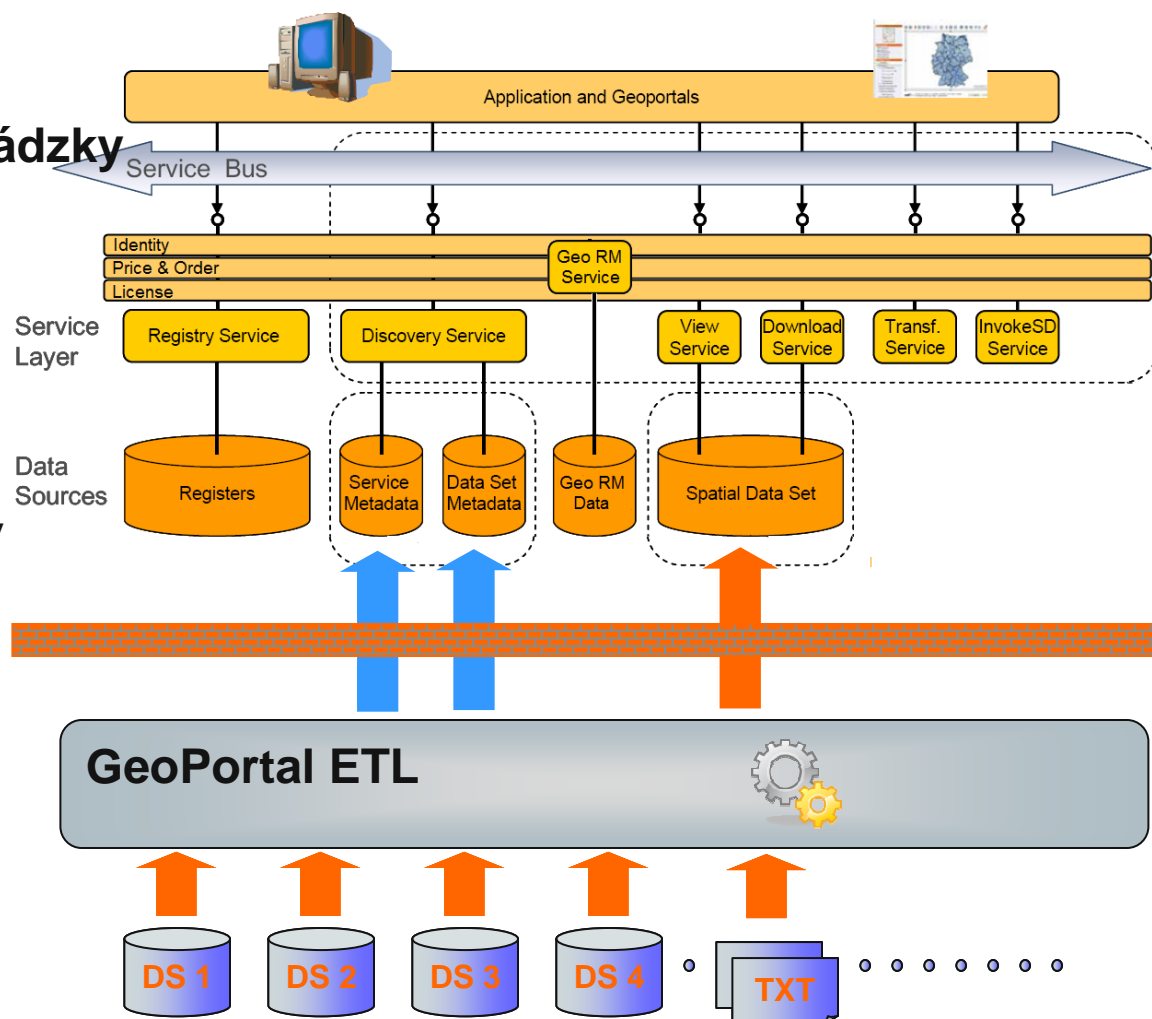 Application and Geoportals
ádzky
Service Bus
Identity
Price & Order
License
Geo RM
Service
Service
Layer
Registry Service
Discovery Service
View
Service
Download
Service
Transf.
Service
InvokeSD
Service
Data
Sources
Registers
Service
Metadata
Data Set
Metadata
Geo RM
Data
Spatial Data Set
GeoPortal ETL
DS 1
DS 2
DS 3
DS 4
TXT